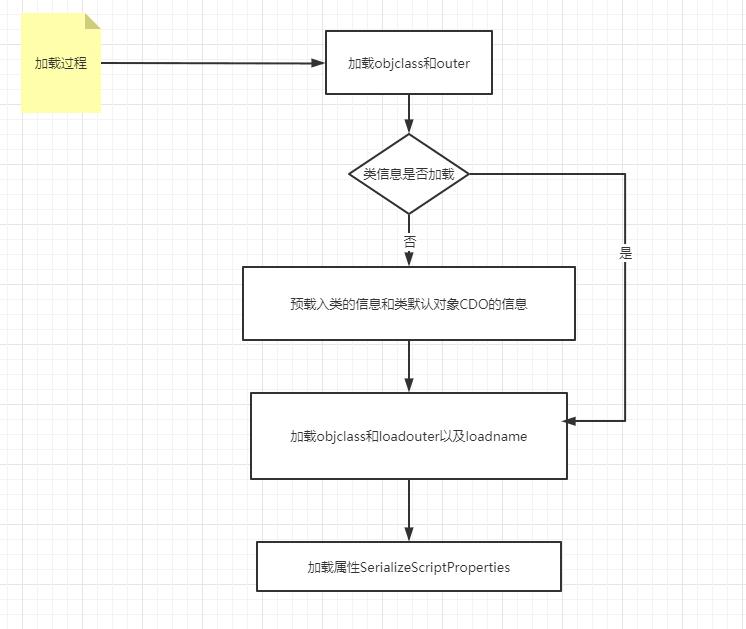 加载过程
加载objclass和outer
类信息是否加载
否
是
预载入类的信息和类默认对象CDO的信息
加载objclass和loadouter以及loadname
加载属性SerializeScriptProperties